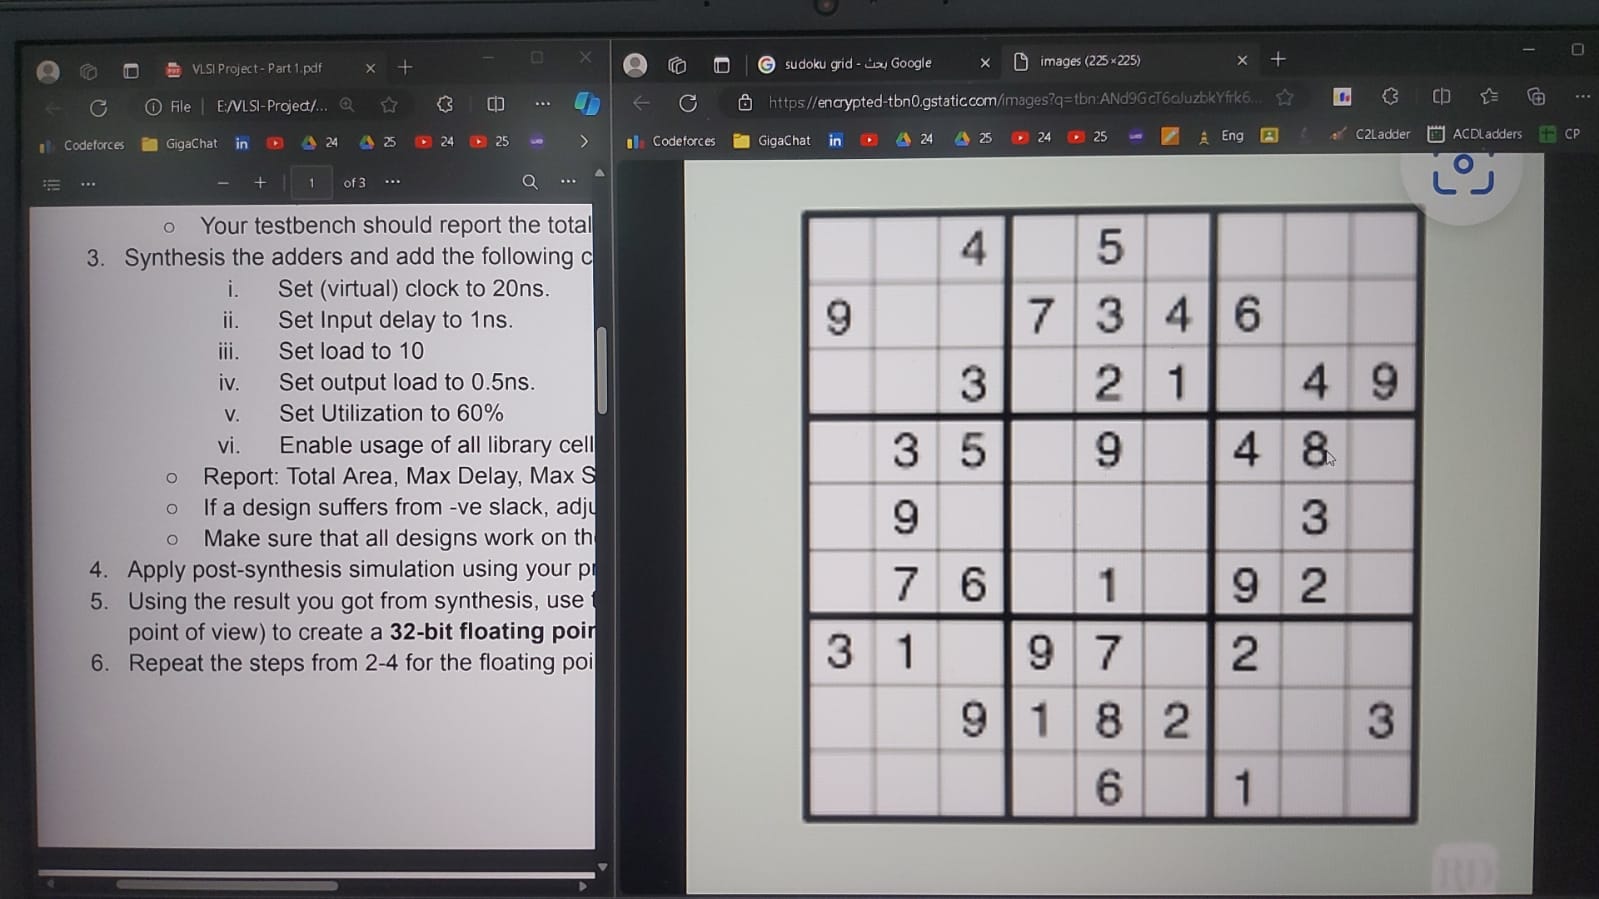 VLSI Project - Part 1.pdf
File
E:/VLSI-Project/...
Codeforces
GigaChat
in
24
25
24
25
1
of 3
Your testbench should report the total
3. Synthesis the adders and add the following c
i. Set (virtual) clock to 20ns.
ii. Set Input delay to 1ns.
iii. Set load to 10
iv. Set output load to 0.5ns.
v. Set Utilization to 60%
vi. Enable usage of all library cell
Report: Total Area, Max Delay, Max S
If a design suffers from -ve slack, adju
Make sure that all designs work on th
4. Apply post-synthesis simulation using your pr
5. Using the result you got from synthesis, use t
point of view) to create a 32-bit floating poin
6. Repeat the steps from 2-4 for the floating poi
sudoku grid - بحث Google
images (225×225)
Codeforces
GigaChat
in
24
25
24
25
Eng
C2Ladder
ACDLadders
CP
4 5
9 7 3 4 6
3 2 1 4 9
3 5 9 4 8
9 3
7 6 1 9 2
3 1 9 7 2
9 1 8 2 3
6 1
RD